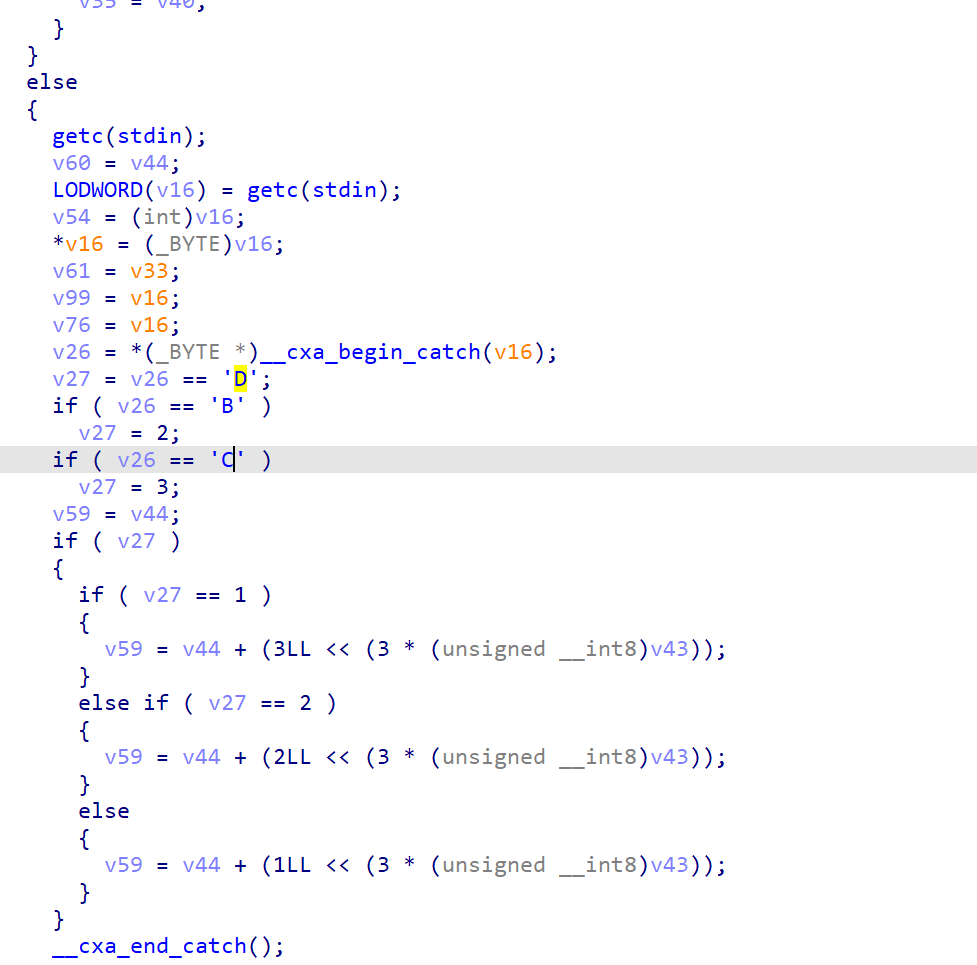 v35 = v40;
}
}
else
{
getc(stdin);
v60 = v44;
LODWORD(v16) = getc(stdin);
v54 = (int)v16;
*v16 = (_BYTE)v16;
v61 = v33;
v99 = v16;
v76 = v16;
v26 = *(_BYTE *)__cxa_begin_catch(v16);
v27 = v26 == 'D';
if ( v26 == 'B' )
v27 = 2;
if ( v26 == 'C' )
v27 = 3;
v59 = v44;
if ( v27 )
{
if ( v27 == 1 )
{
v59 = v44 + (3LL << (3 * (unsigned __int8)v43));
}
else if ( v27 == 2 )
{
v59 = v44 + (2LL << (3 * (unsigned __int8)v43));
}
else
{
v59 = v44 + (1LL << (3 * (unsigned __int8)v43));
}
}
__cxa_end_catch();